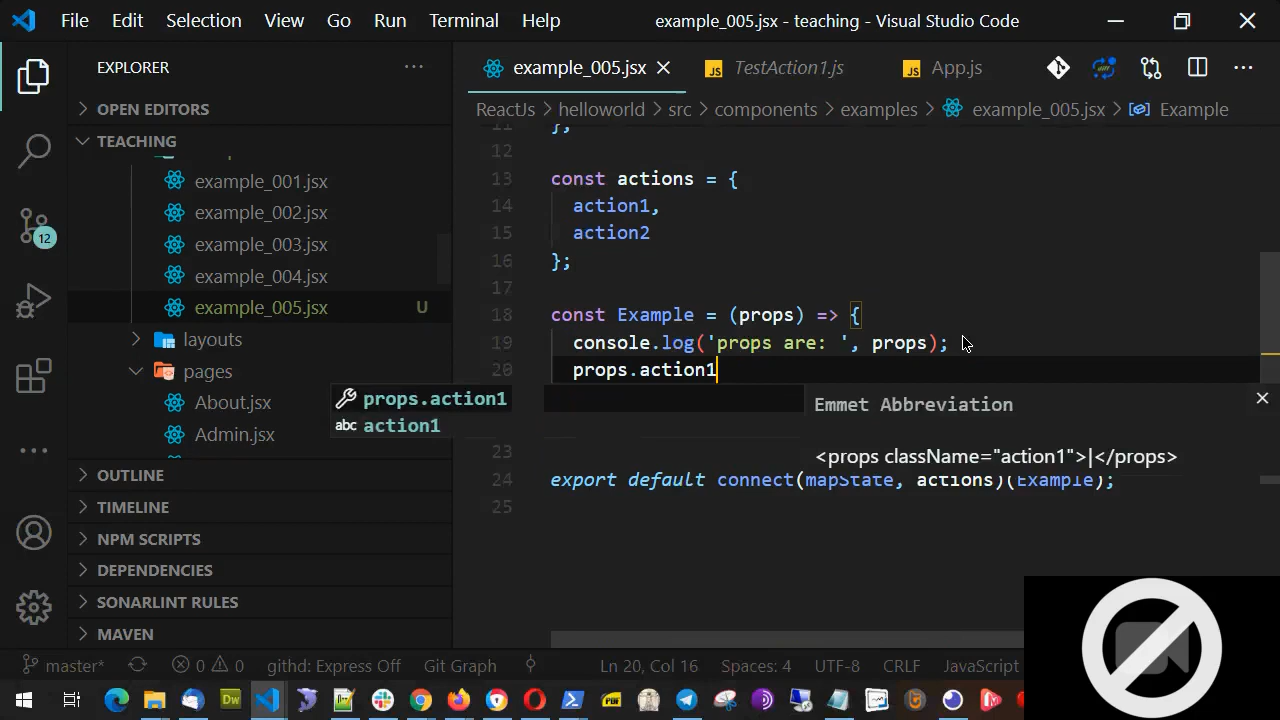 File Edit Selection View Go Run Terminal Help
example_005.jsx - teaching - Visual Studio Code
EXPLORER
example_005.jsx
TestAction1.js
App.js
OPEN EDITORS
ReactJs > helloworld > src > components > examples > example_005.jsx > Example
TEACHING
example_001.jsx
example_002.jsx
example_003.jsx
example_004.jsx
example_005.jsx U
layouts
pages
About.jsx
Admin.jsx
OUTLINE
TIMELINE
NPM SCRIPTS
DEPENDENCIES
SONARLINT RULES
MAVEN
12
11 };
12
13 const actions = {
14 action1,
15 action2
16 };
17
18 const Example = (props) => {
19 console.log('props are: ', props);
20 props.action1
props.action1
abc action1
Emmet Abbreviation
<props className="action1">|</props>
23
24 export default connect(mapState, actions)(Example);
25
master* 0 0 githd: Express Off Git Graph Ln 20, Col 16 Spaces: 4 UTF-8 CRLF JavaScript
Dw
PDF